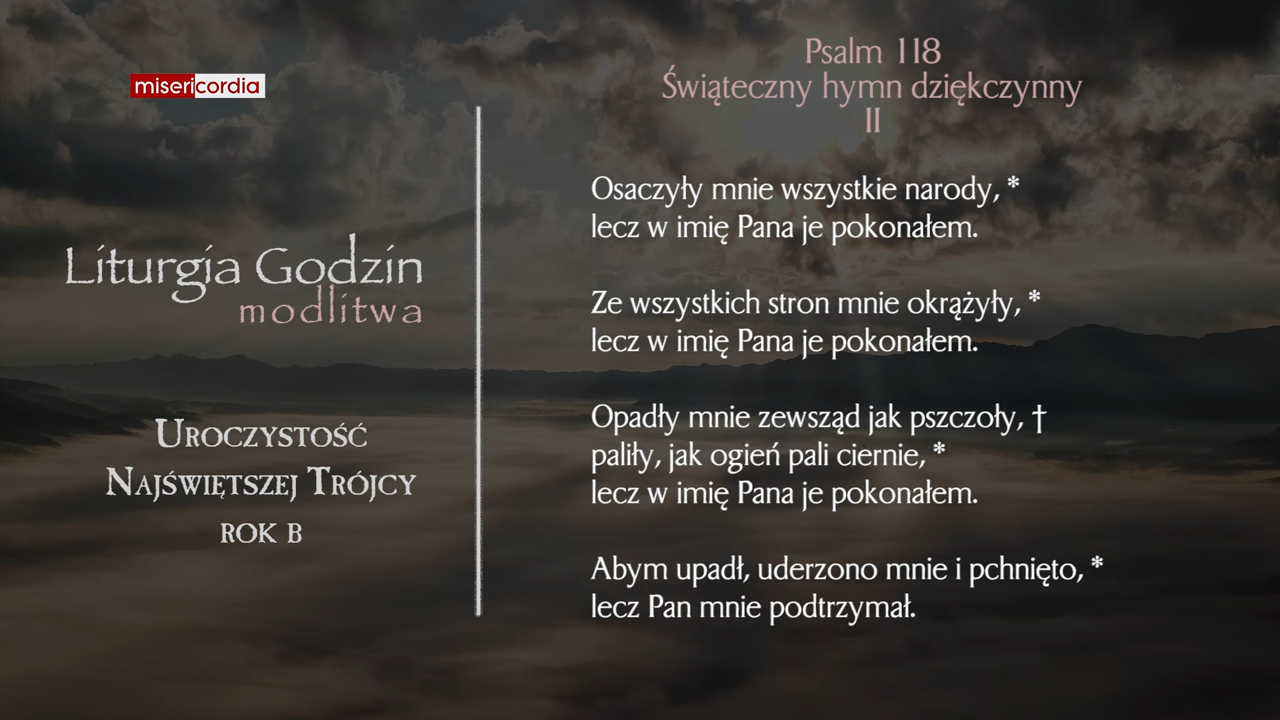 misericordia
Liturgia Godzin
modlitwa
Uroczystość
Najświętszej Trójcy
rok B
Psalm 118
Świąteczny hymn dziękczynny
II
Osaczyły mnie wszystkie narody, *
lecz w imię Pana je pokonałem.
Ze wszystkich stron mnie okrążyły, *
lecz w imię Pana je pokonałem.
Opadły mnie zewsząd jak pszczoły, †
paliły, jak ogień pali ciernie, *
lecz w imię Pana je pokonałem.
Abym upadł, uderzono mnie i pchnięto, *
lecz Pan mnie podtrzymał.